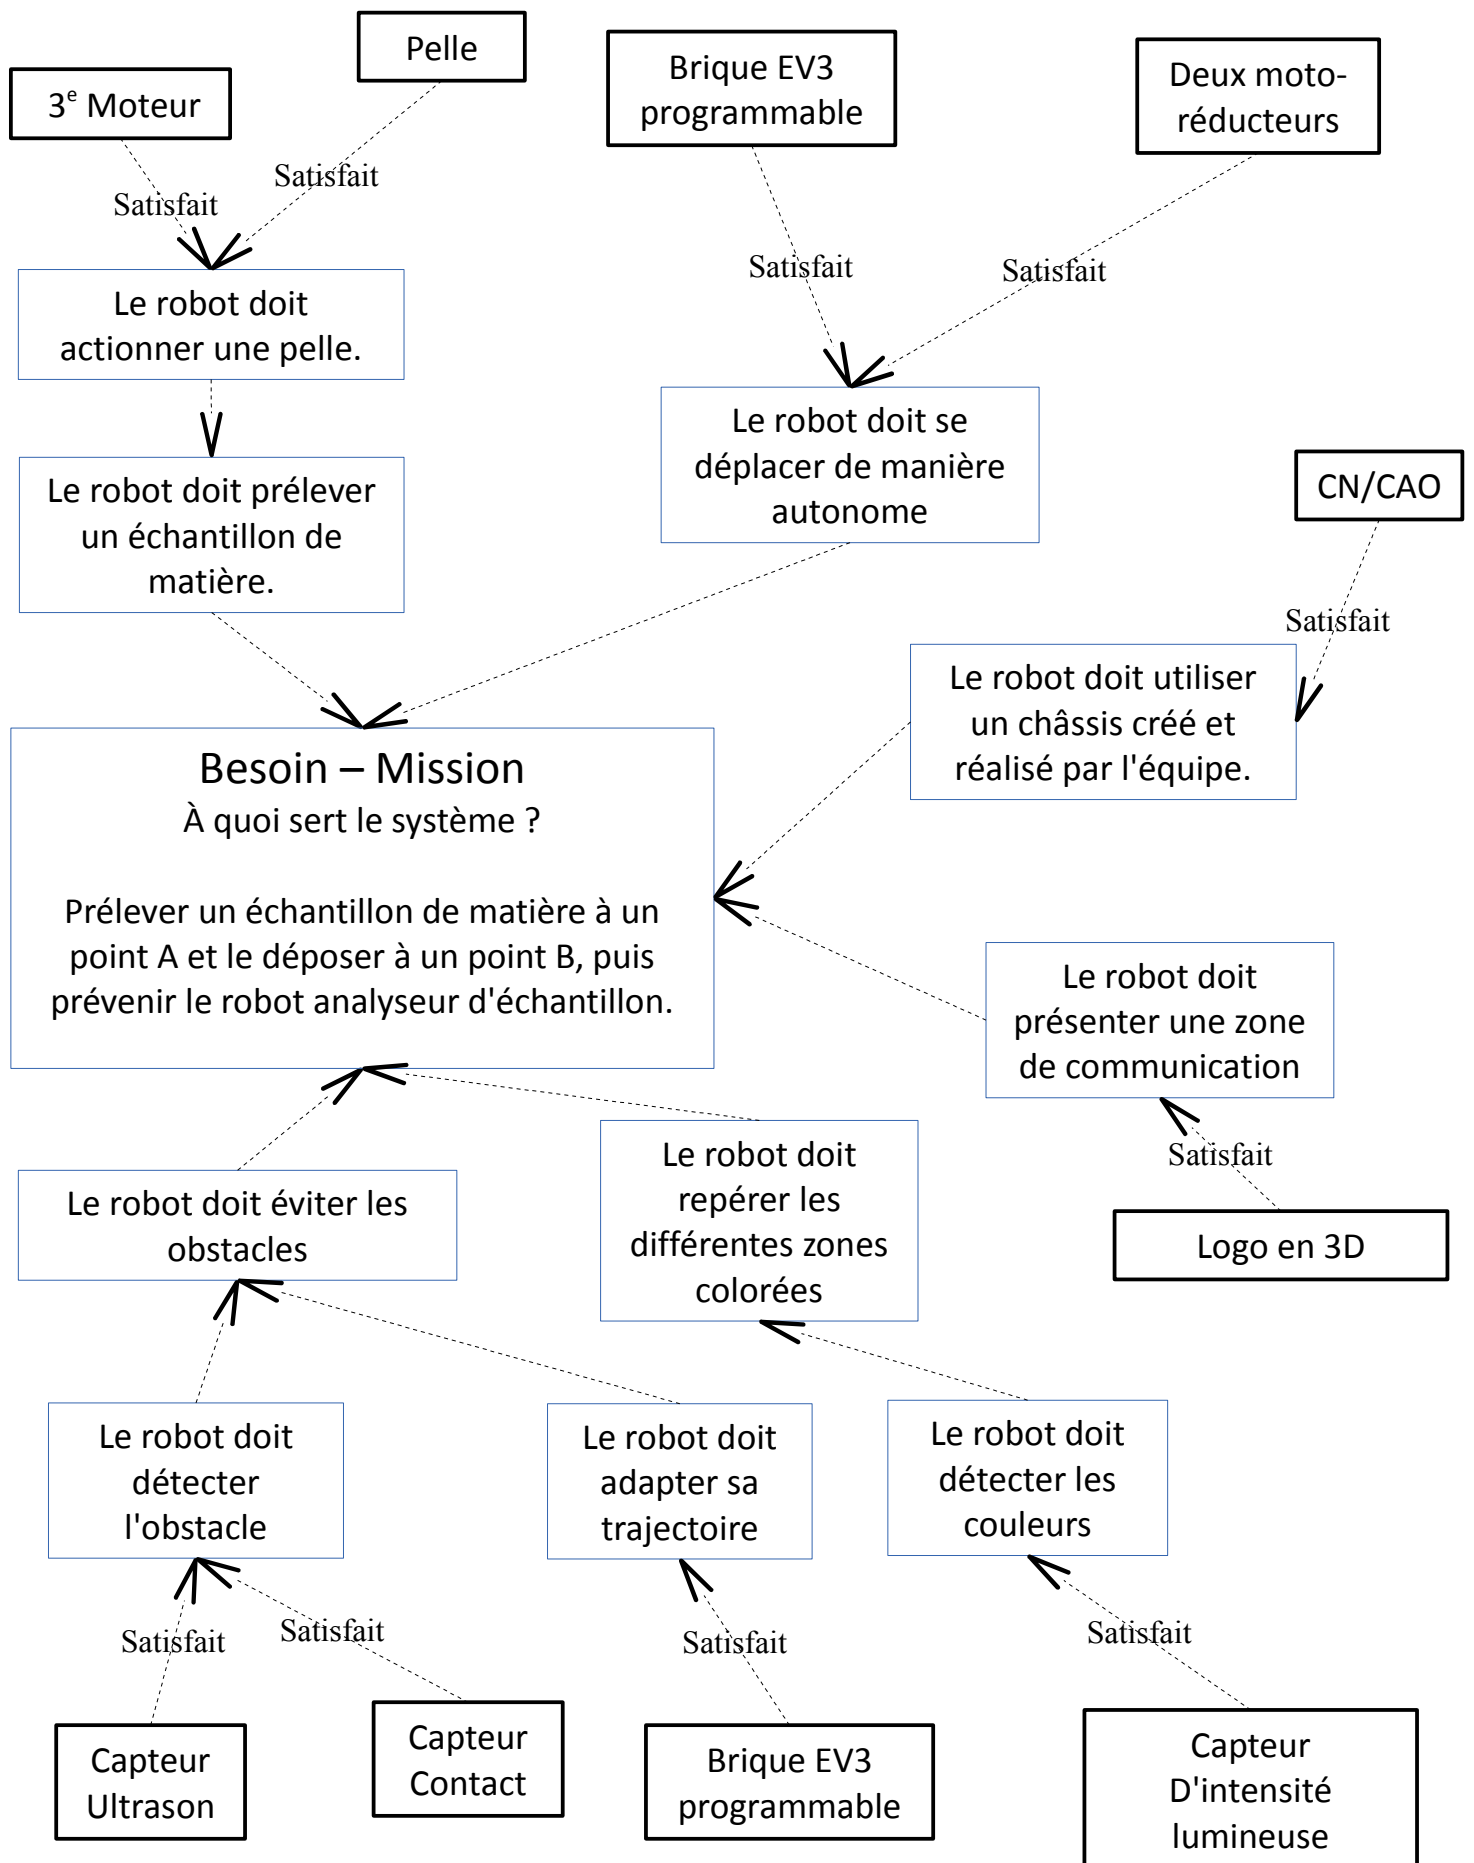 Pelle
3e Moteur
Brique EV3
programmable
Deux moto-
réducteurs
Satisfait
Satisfait
Satisfait
Satisfait
Le robot doit
actionner une pelle.
Le robot doit se
déplacer de manière
autonome
Le robot doit prélever
un échantillon de
matière.
CN/CAO
Satisfait
Le robot doit utiliser
un châssis créé et
réalisé par l'équipe.
Besoin – Mission
À quoi sert le système ?
Prélever un échantillon de matière à un
point A et le déposer à un point B, puis
prévenir le robot analyseur d'échantillon.
Le robot doit
présenter une zone
de communication
Satisfait
Logo en 3D
Le robot doit éviter les
obstacles
Le robot doit
repérer les
différentes zones
colorées
Le robot doit
détecter
l'obstacle
Le robot doit
adapter sa
trajectoire
Le robot doit
détecter les
couleurs
Satisfait
Satisfait
Satisfait
Satisfait
Capteur
Ultrason
Capteur
Contact
Brique EV3
programmable
Capteur
D'intensité
lumineuse